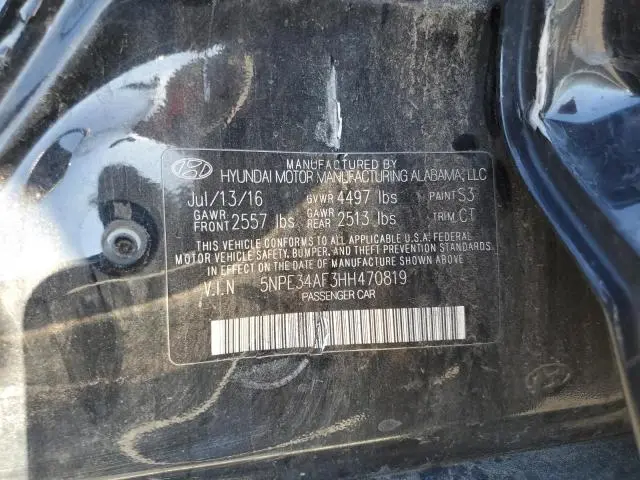 MANUFACTURED BY
HYUNDAI MOTOR MANUFACTURING ALABAMA, LLC
Jul/13/16 GVWR 4497 lbs PAINT S3
GAWR FRONT 2557 lbs GAWR REAR 2513 lbs TRIM CT
THIS VEHICLE CONFORMS TO ALL APPLICABLE U.S.A. FEDERAL
MOTOR VEHICLE SAFETY, BUMPER, AND THEFT PREVENTION STANDARDS
IN EFFECT ON THE DATE OF MANUFACTURE SHOWN ABOVE.
V.I.N 5NPE34AF3HH470819
PASSENGER CAR